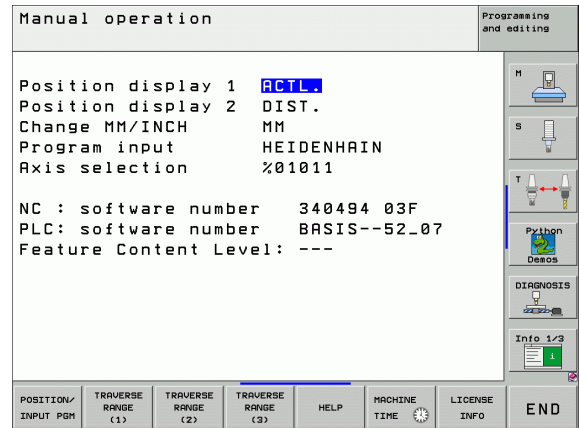 Manual operation
Programming
and editing
Position display 1 ACTL.
Position display 2 DIST.
Change MM/INCH MM
Program input HEIDENHAIN
Axis selection %01011
NC : software number 340494 03F
PLC: software number BASIS--52_07
Feature Content Level: ---
M
S
T
Python
Demos
DIAGNOSIS
Info 1/3
i
POSITION/
INPUT PGM
TRAVERSE
RANGE
(1)
TRAVERSE
RANGE
(2)
TRAVERSE
RANGE
(3)
HELP
MACHINE
TIME
LICENSE
INFO
END